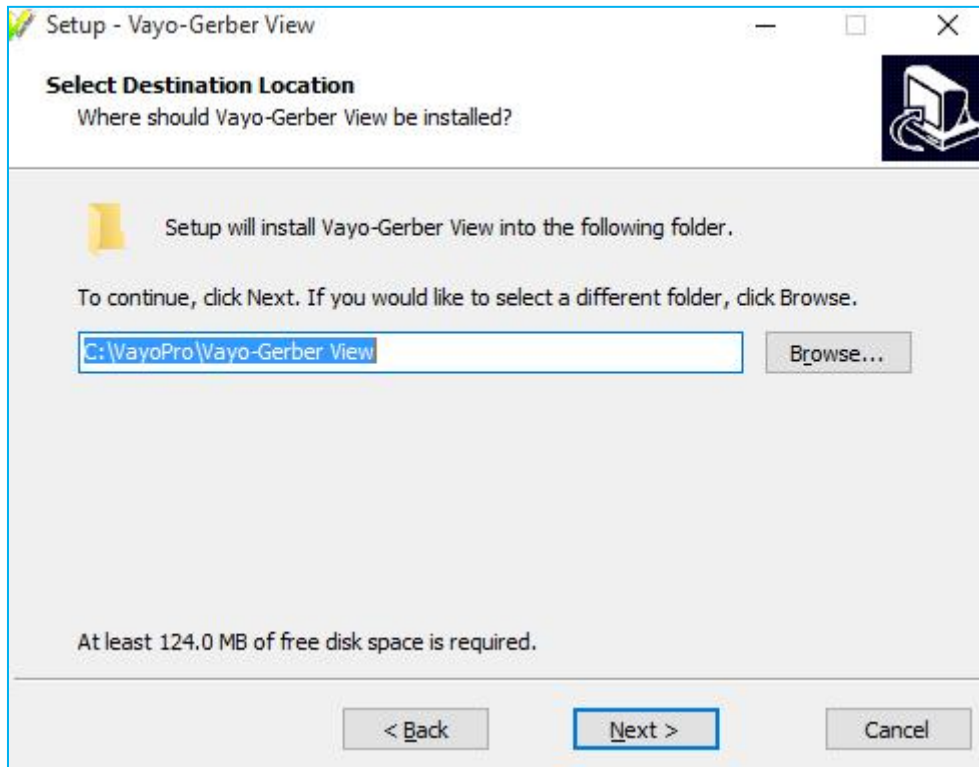 Setup - Vayo-Gerber View
Select Destination Location
Where should Vayo-Gerber View be installed?
Setup will install Vayo-Gerber View into the following folder.
To continue, click Next. If you would like to select a different folder, click Browse.
C:\VayoPro\Vayo-Gerber View
Browse...
At least 124.0 MB of free disk space is required.
< Back
Next >
Cancel